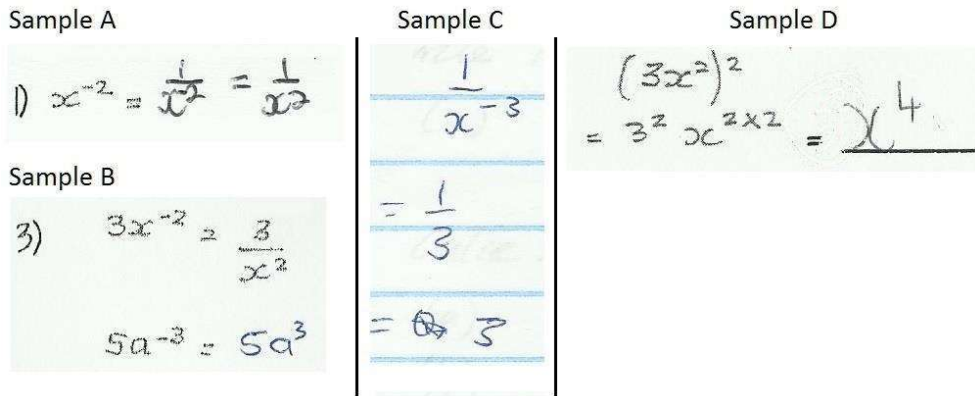 Sample A
1) x⁻² = 1/x⁻² = 1/x2
Sample B
3) 3x⁻² = 3/x²
5a⁻³ = 5a³
Sample C
1/x⁻³
= 1/3
= 3
Sample D
(3x²)²
= 3² x²ˣ² = x⁴